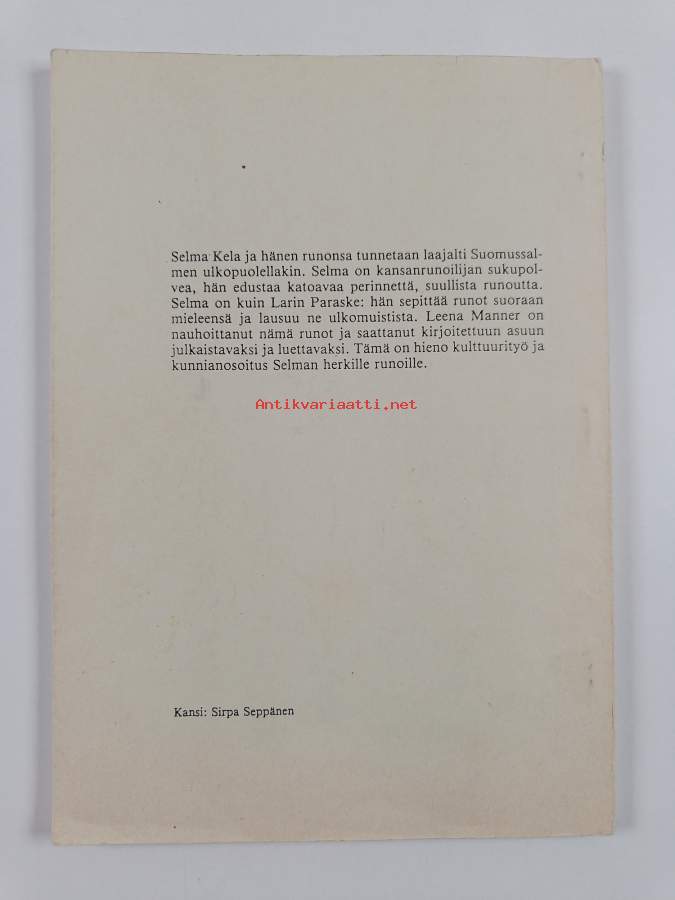 Selma Kela ja hänen runonsa tunnetaan laajalti Suomussal-
men ulkopuolellakin. Selma on kansanrunoilijan sukupol-
vea, hän edustaa katoavaa perinnettä, suullista runoutta.
Selma on kuin Larin Paraske: hän sepittää runot suoraan
mieleensä ja lausuu ne ulkomuistista. Leena Manner on
nauhoittanut nämä runot ja saattanut kirjoitettuun asuun
julkaistavaksi ja luettavaksi. Tämä on hieno kulttuurityö ja
kunnianosoitus Selman herkille runoille.
Antikvariaatti.net
Kansi: Sirpa Seppänen